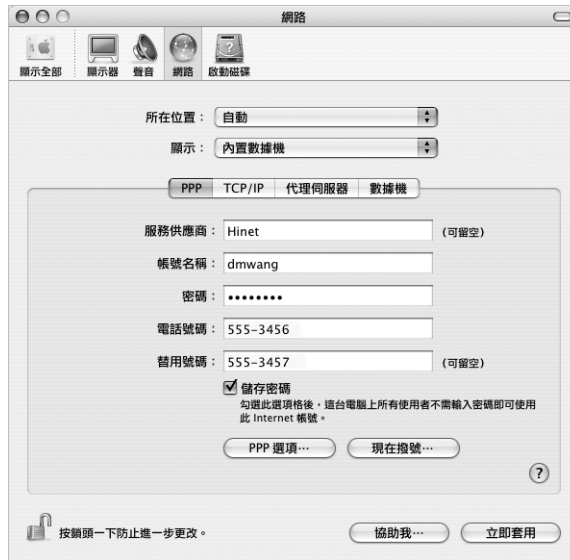 網路
顯示全部 顯示器 聲音 網路 啟動磁碟
所在位置： 自動
顯示： 內置數據機
PPP TCP/IP 代理伺服器 數據機
服務供應商： Hinet (可留空)
帳號名稱： dmwang
密碼： ••••••••
電話號碼： 555-3456
替用號碼： 555-3457 (可留空)
儲存密碼
勾選此選項格後，這台電腦上所有使用者不需輸入密碼即可使用
此 Internet 帳號。
PPP 選項⋯ 現在撥號⋯
?
按鎖頭一下防止進一步更改。 協助我⋯ 立即套用